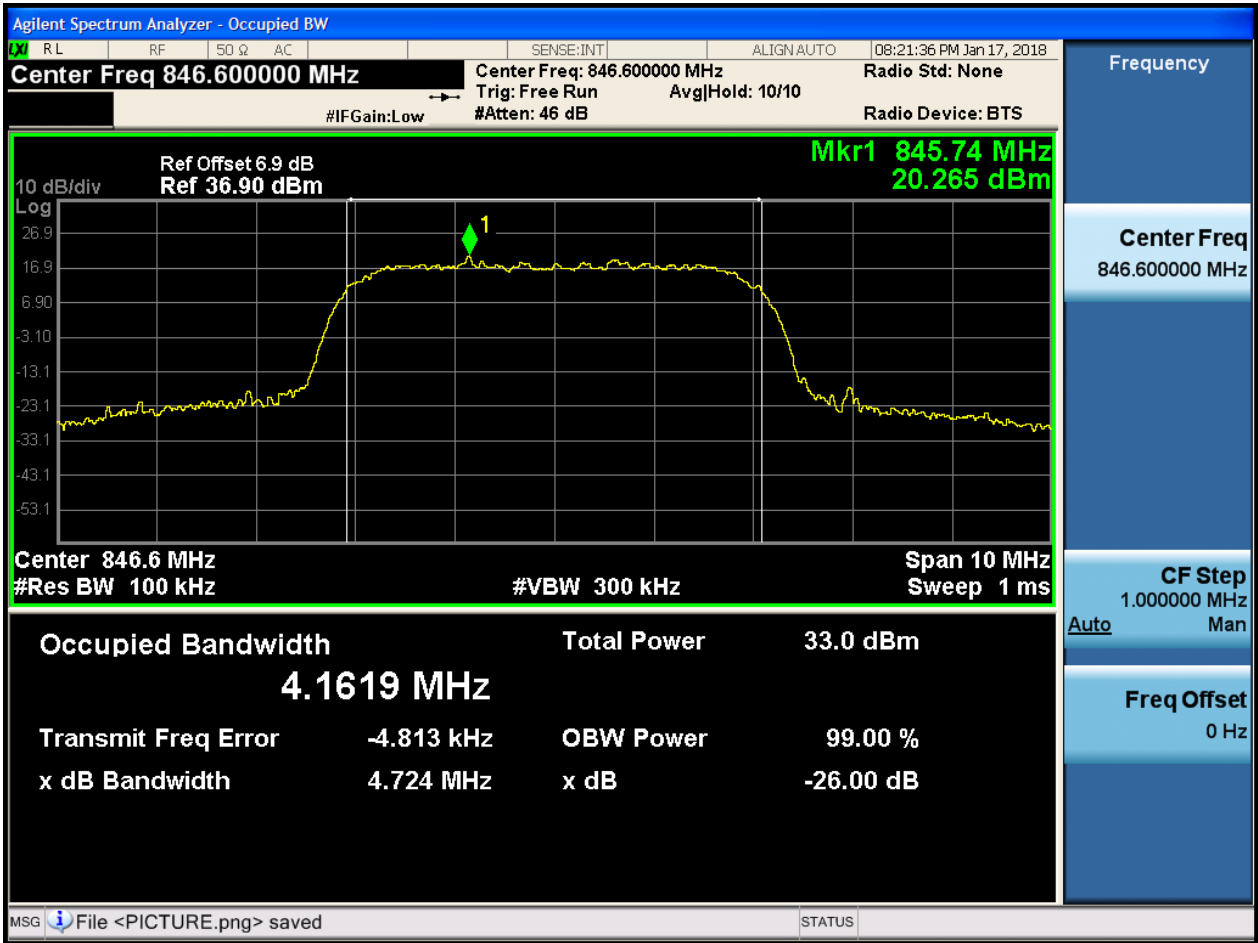 Agilent Spectrum Analyzer - Occupied BW
LXI RL RF 50 Ω AC SENSE:INT ALIGN AUTO 08:21:36 PM Jan 17, 2018
Center Freq 846.600000 MHz
Center Freq: 846.600000 MHz Radio Std: None
Trig: Free Run Avg|Hold: 10/10
#IFGain:Low #Atten: 46 dB Radio Device: BTS
Frequency
Mkr1 845.74 MHz
20.265 dBm
Ref Offset 6.9 dB
10 dB/div Ref 36.90 dBm
Log
1
26.9
16.9
6.90
-3.10
-13.1
-23.1
-33.1
-43.1
-53.1
Center 846.6 MHz Span 10 MHz
#Res BW 100 kHz #VBW 300 kHz Sweep 1 ms
Center Freq
846.600000 MHz
CF Step
1.000000 MHz
Auto Man
Freq Offset
0 Hz
Occupied Bandwidth Total Power 33.0 dBm
4.1619 MHz
Transmit Freq Error -4.813 kHz OBW Power 99.00 %
x dB Bandwidth 4.724 MHz x dB -26.00 dB
MSG File <PICTURE.png> saved STATUS